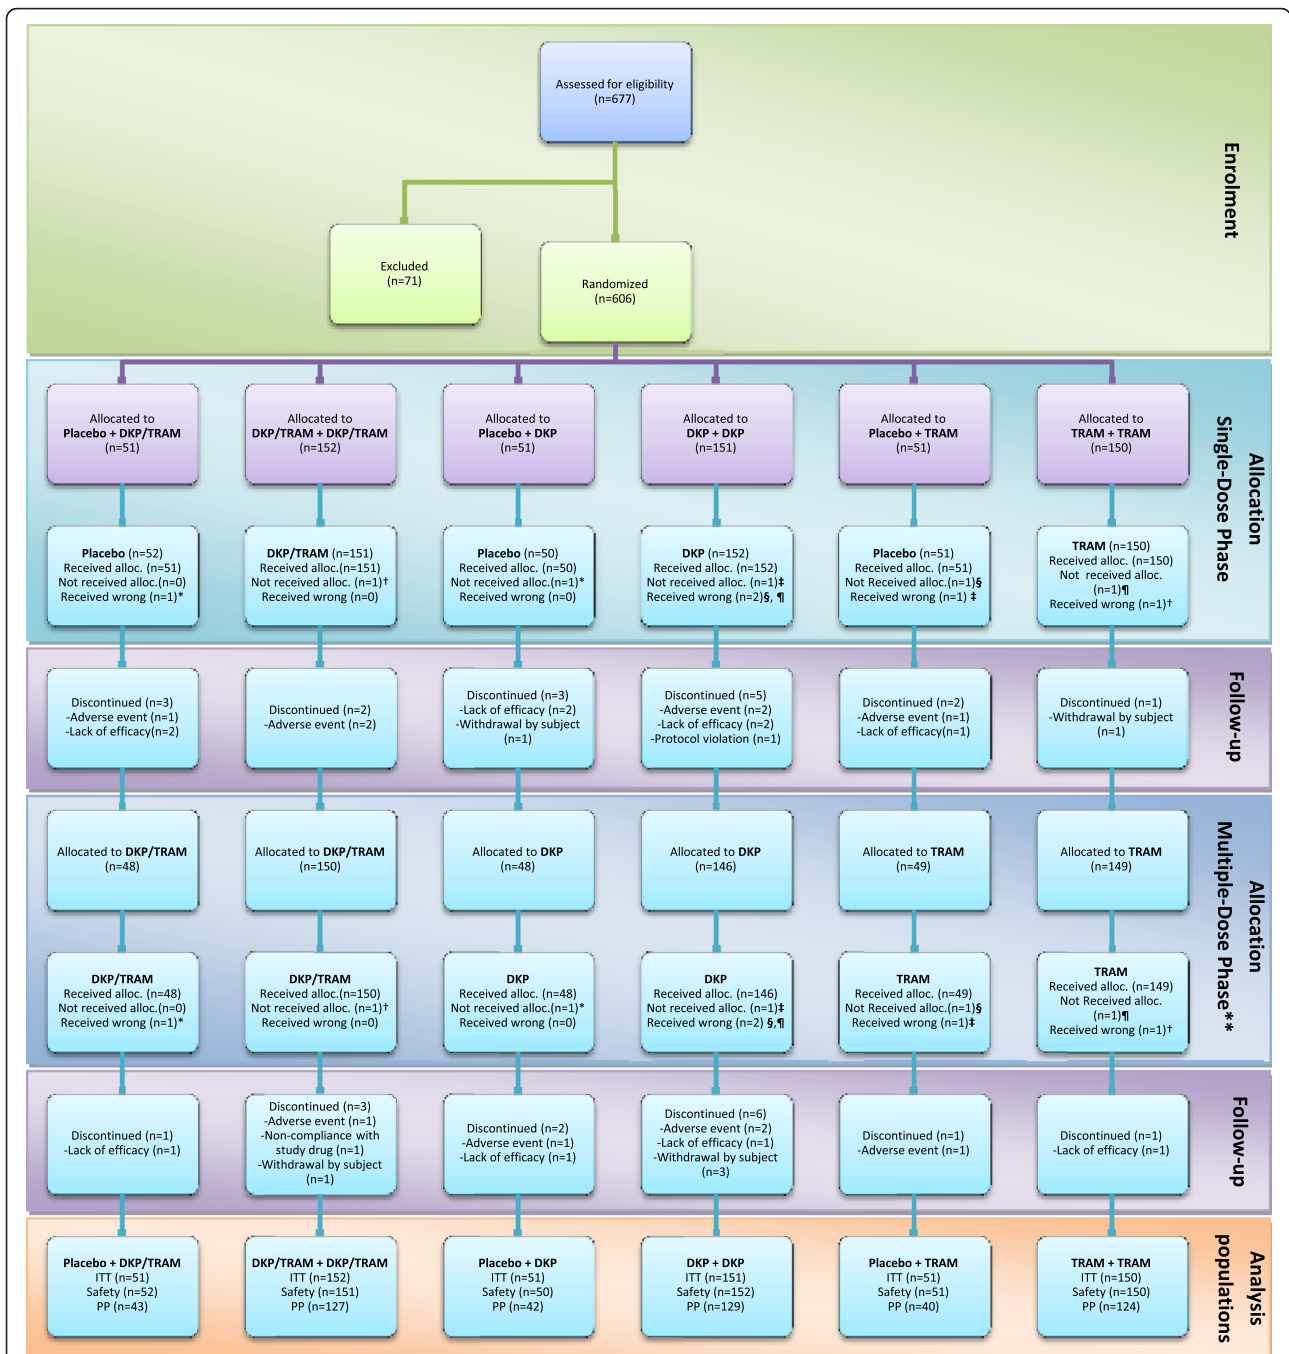 Assessed for eligibility
(n=677)
Excluded
(n=71)
Randomized
(n=606)
Enrolment
Allocated to
Placebo + DKP/TRAM
(n=51)
Allocated to
DKP/TRAM + DKP/TRAM
(n=152)
Allocated to
Placebo + DKP
(n=51)
Allocated to
DKP + DKP
(n=151)
Allocated to
Placebo + TRAM
(n=51)
Allocated to
TRAM + TRAM
(n=150)
Allocation
Single-Dose Phase
Placebo (n=52)
Received alloc. (n=51)
Not received alloc.(n=0)
Received wrong (n=1)*
DKP/TRAM (n=151)
Received alloc.(n=151)
Not received alloc. (n=1)†
Received wrong (n=0)
Placebo (n=50)
Received alloc. (n=50)
Not received alloc.(n=1)*
Received wrong (n=0)
DKP (n=152)
Received alloc. (n=152)
Not received alloc. (n=1)‡
Received wrong (n=2)§, ¶
Placebo (n=51)
Received alloc. (n=51)
Not Received alloc.(n=1)§
Received wrong (n=1) ‡
TRAM (n=150)
Received alloc. (n=150)
Not received alloc.
(n=1)¶
Received wrong (n=1)†
Discontinued (n=3)
-Adverse event (n=1)
-Lack of efficacy(n=2)
Discontinued (n=2)
-Adverse event (n=2)
Discontinued (n=3)
-Lack of efficacy (n=2)
-Withdrawal by subject
(n=1)
Discontinued (n=5)
-Adverse event (n=2)
-Lack of efficacy (n=2)
-Protocol violation (n=1)
Discontinued (n=2)
-Adverse event (n=1)
-Lack of efficacy(n=1)
Discontinued (n=1)
-Withdrawal by subject
(n=1)
Follow-up
Allocated to DKP/TRAM
(n=48)
Allocated to DKP/TRAM
(n=150)
Allocated to DKP
(n=48)
Allocated to DKP
(n=146)
Allocated to TRAM
(n=49)
Allocated to TRAM
(n=149)
Allocation
Multiple-Dose Phase**
DKP/TRAM
Received alloc. (n=48)
Not received alloc.(n=0)
Received wrong (n=1)*
DKP/TRAM
Received alloc.(n=150)
Not received alloc. (n=1)†
Received wrong (n=0)
DKP
Received alloc. (n=48)
Not received alloc.(n=1)*
Received wrong (n=0)
DKP
Received alloc. (n=146)
Not received alloc. (n=1)‡
Received wrong (n=2) §,¶
TRAM
Received alloc. (n=49)
Not Received alloc.(n=1)§
Received wrong (n=1)‡
TRAM
Received alloc. (n=149)
Not Received alloc.
(n=1)¶
Received wrong (n=1)†
Discontinued (n=1)
-Lack of efficacy (n=1)
Discontinued (n=3)
-Adverse event (n=1)
-Non-compliance with
study drug (n=1)
-Withdrawal by subject
(n=1)
Discontinued (n=2)
-Adverse event (n=1)
-Lack of efficacy (n=1)
Discontinued (n=6)
-Adverse event (n=2)
-Lack of efficacy (n=1)
-Withdrawal by subject
(n=3)
Discontinued (n=1)
-Adverse event (n=1)
Discontinued (n=1)
-Lack of efficacy (n=1)
Follow-up
Placebo + DKP/TRAM
ITT (n=51)
Safety (n=52)
PP (n=43)
DKP/TRAM + DKP/TRAM
ITT (n=152)
Safety (n=151)
PP (n=127)
Placebo + DKP
ITT (n=51)
Safety (n=50)
PP (n=42)
DKP + DKP
ITT (n=151)
Safety (n=152)
PP (n=129)
Placebo + TRAM
ITT (n=51)
Safety (n=51)
PP (n=40)
TRAM + TRAM
ITT (n=150)
Safety (n=150)
PP (n=124)
Analysis
populations